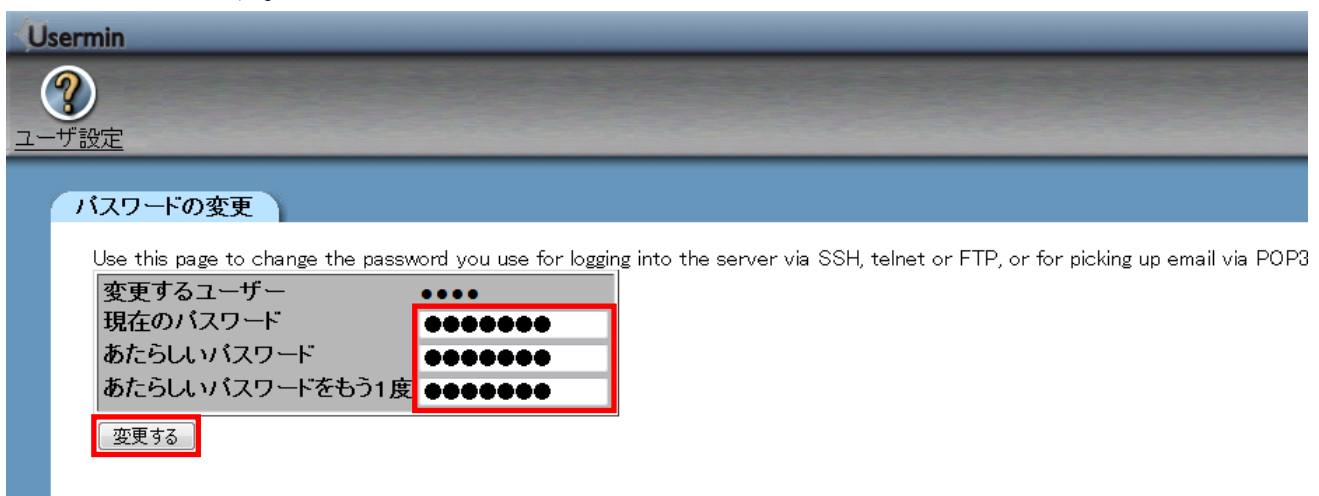 Usermin
ユーザ設定
パスワードの変更
Use this page to change the password you use for logging into the server via SSH, telnet or FTP, or for picking up email via POP3
変更するユーザー ••••
現在のパスワード ●●●●●●●
あたらしいパスワード ●●●●●●●
あたらしいパスワードをもう1度 ●●●●●●●
変更する